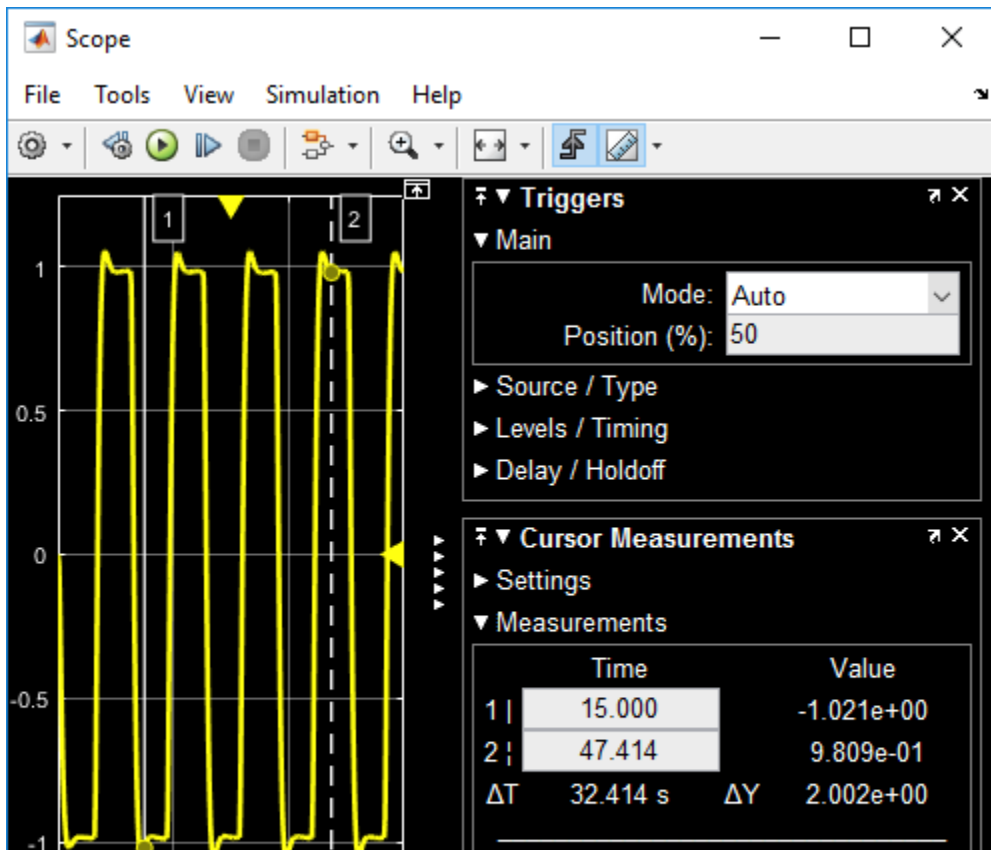 Scope
File Tools View Simulation Help
1 2
1
0.5
0
-0.5
-1
Triggers
Main
Mode: Auto
Position (%): 50
Source / Type
Levels / Timing
Delay / Holdoff
Cursor Measurements
Settings
Measurements
Time Value
1 | 15.000 -1.021e+00
2 ¦ 47.414 9.809e-01
ΔT 32.414 s ΔY 2.002e+00